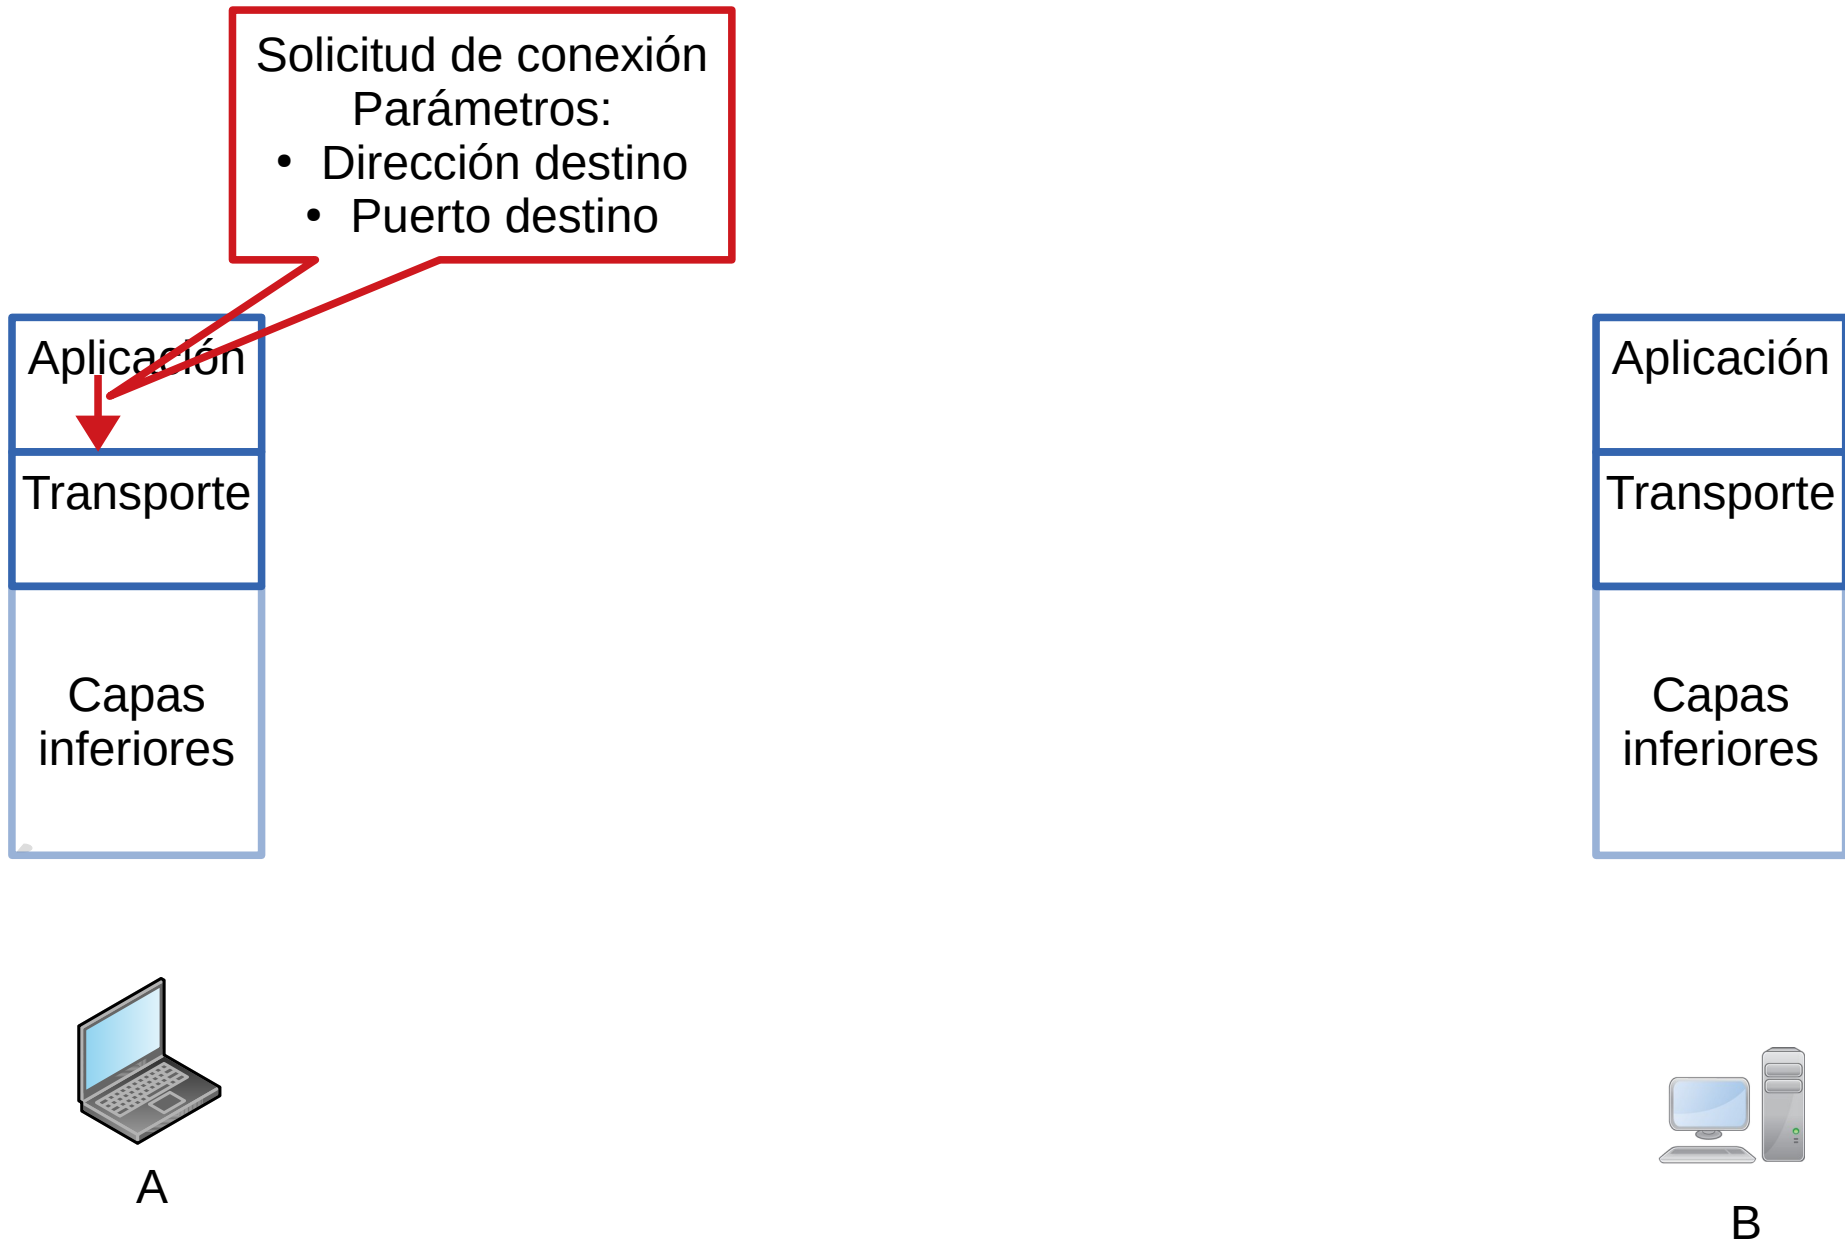 Solicitud de conexión
Parámetros:
• Dirección destino
• Puerto destino
Aplicación
Transporte
Capas
inferiores
A
Aplicación
Transporte
Capas
inferiores
B